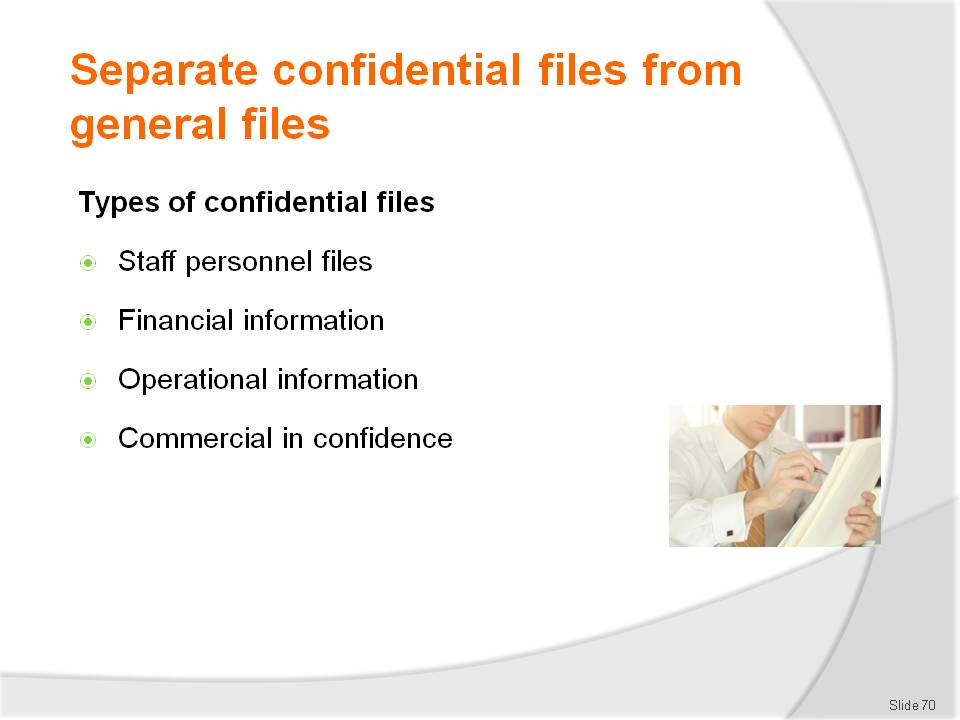 Separate confidential files from
general files
Types of confidential files
Staff personnel files
Financial information
Operational information
Commercial in confidence
Slide 70